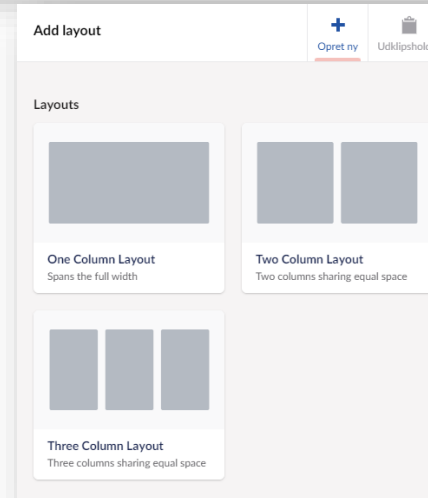 Add layout
Opret ny
Layouts
One Column Layout
Spans the full width
Two Column Layout
Two columns sharing equal space
Three Column Layout
Three columns sharing equal space